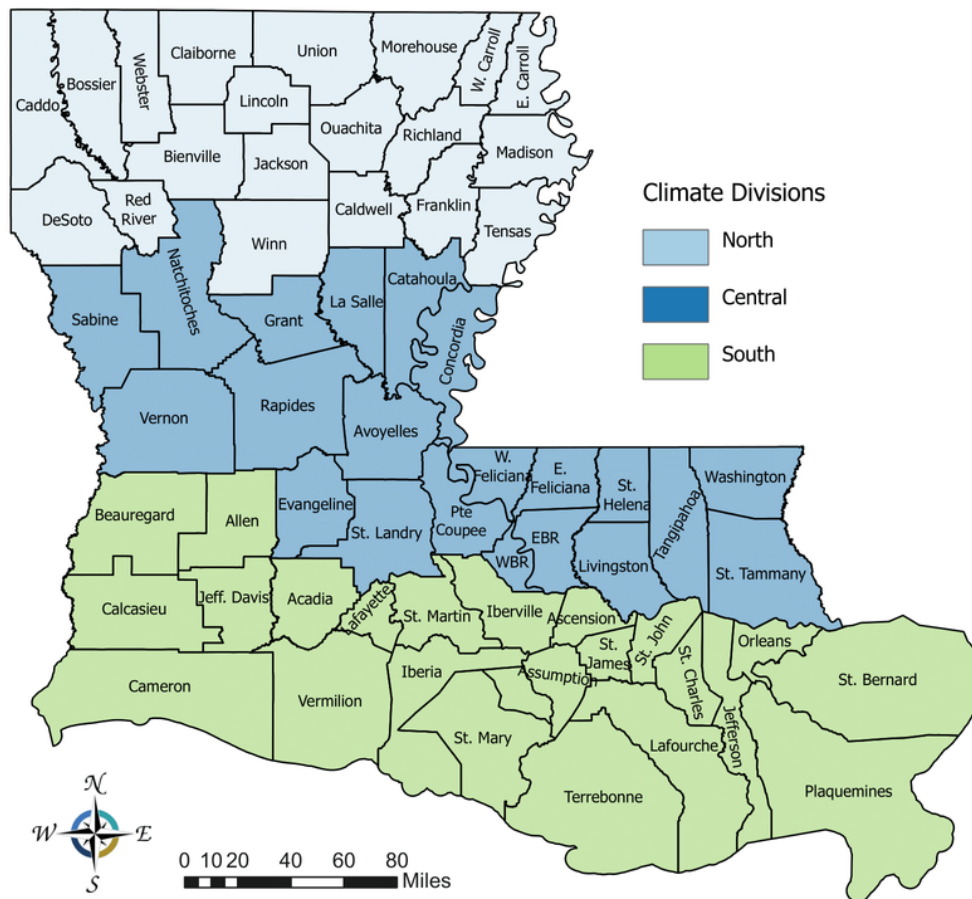 Claiborne
Union
Morehouse
W. Carroll
E. Carroll
Webster
Bossier
Caddo
Lincoln
Ouachita
Richland
Madison
Bienville
Jackson
DeSoto
Red
River
Caldwell
Franklin
Tensas
Winn
Natchitoches
Sabine
Grant
La Salle
Catahoula
Concordia
Vernon
Rapides
Avoyelles
Climate Divisions
North
Central
South
W.
Feliciana
E.
Feliciana
St.
Helena
Tangipahoa
Washington
Beauregard
Allen
Evangeline
St. Landry
Pte
Coupee
WBR
EBR
Livingston
St. Tammany
Calcasieu
Jeff. Davis
Acadia
Lafayette
St. Martin
Iberville
Ascension
St.
James
St. John
St. Charles
Orleans
St. Bernard
Cameron
Vermilion
Iberia
Assumption
Jefferson
St. Mary
Lafourche
Terrebonne
Plaquemines
N
W
E
S
0 10 20 40 60 80
Miles